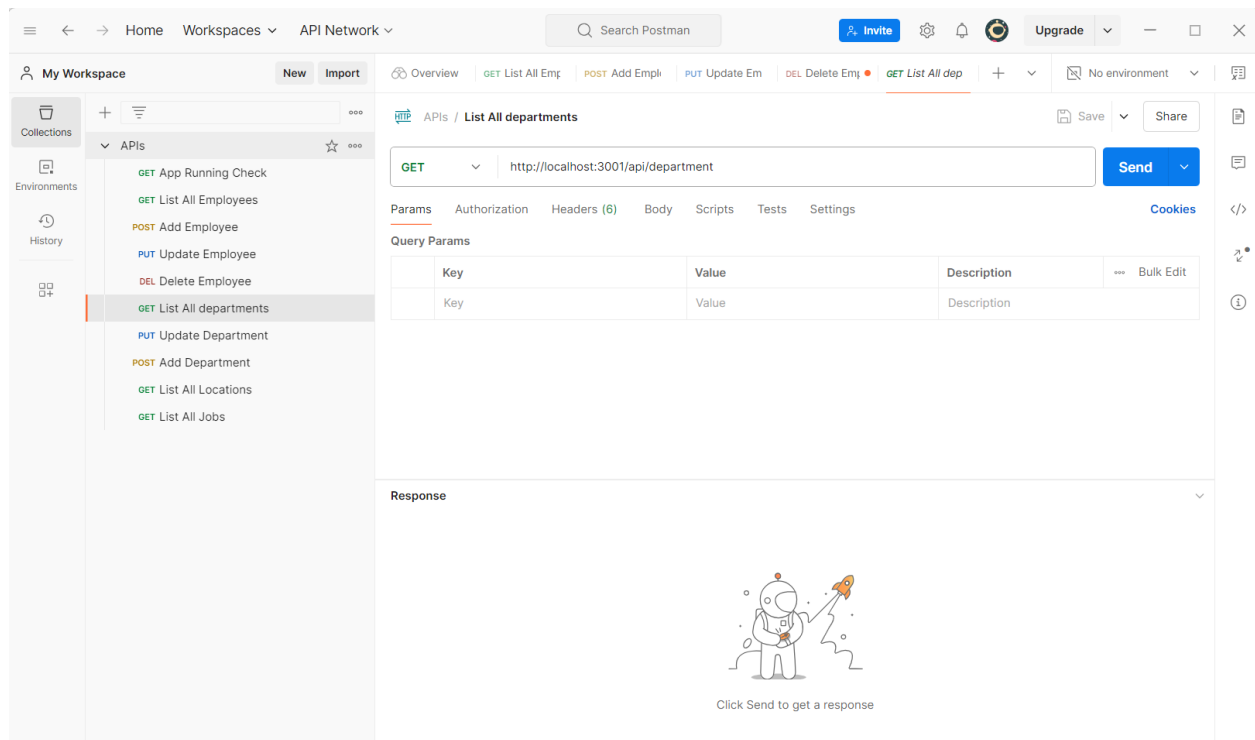 Home Workspaces API Network Search Postman Invite Upgrade
My Workspace New Import Overview GET List All Emp POST Add Emplo PUT Update Em DEL Delete Emp GET List All dep No environment
Collections
Environments
History
APIs
GET App Running Check
GET List All Employees
POST Add Employee
PUT Update Employee
DEL Delete Employee
GET List All departments
PUT Update Department
POST Add Department
GET List All Locations
GET List All Jobs
HTTP APIs / List All departments Save Share
GET http://localhost:3001/api/department Send
Params Authorization Headers (6) Body Scripts Tests Settings Cookies
Query Params
Key Value Description Bulk Edit
Key Value Description
Response
Click Send to get a response